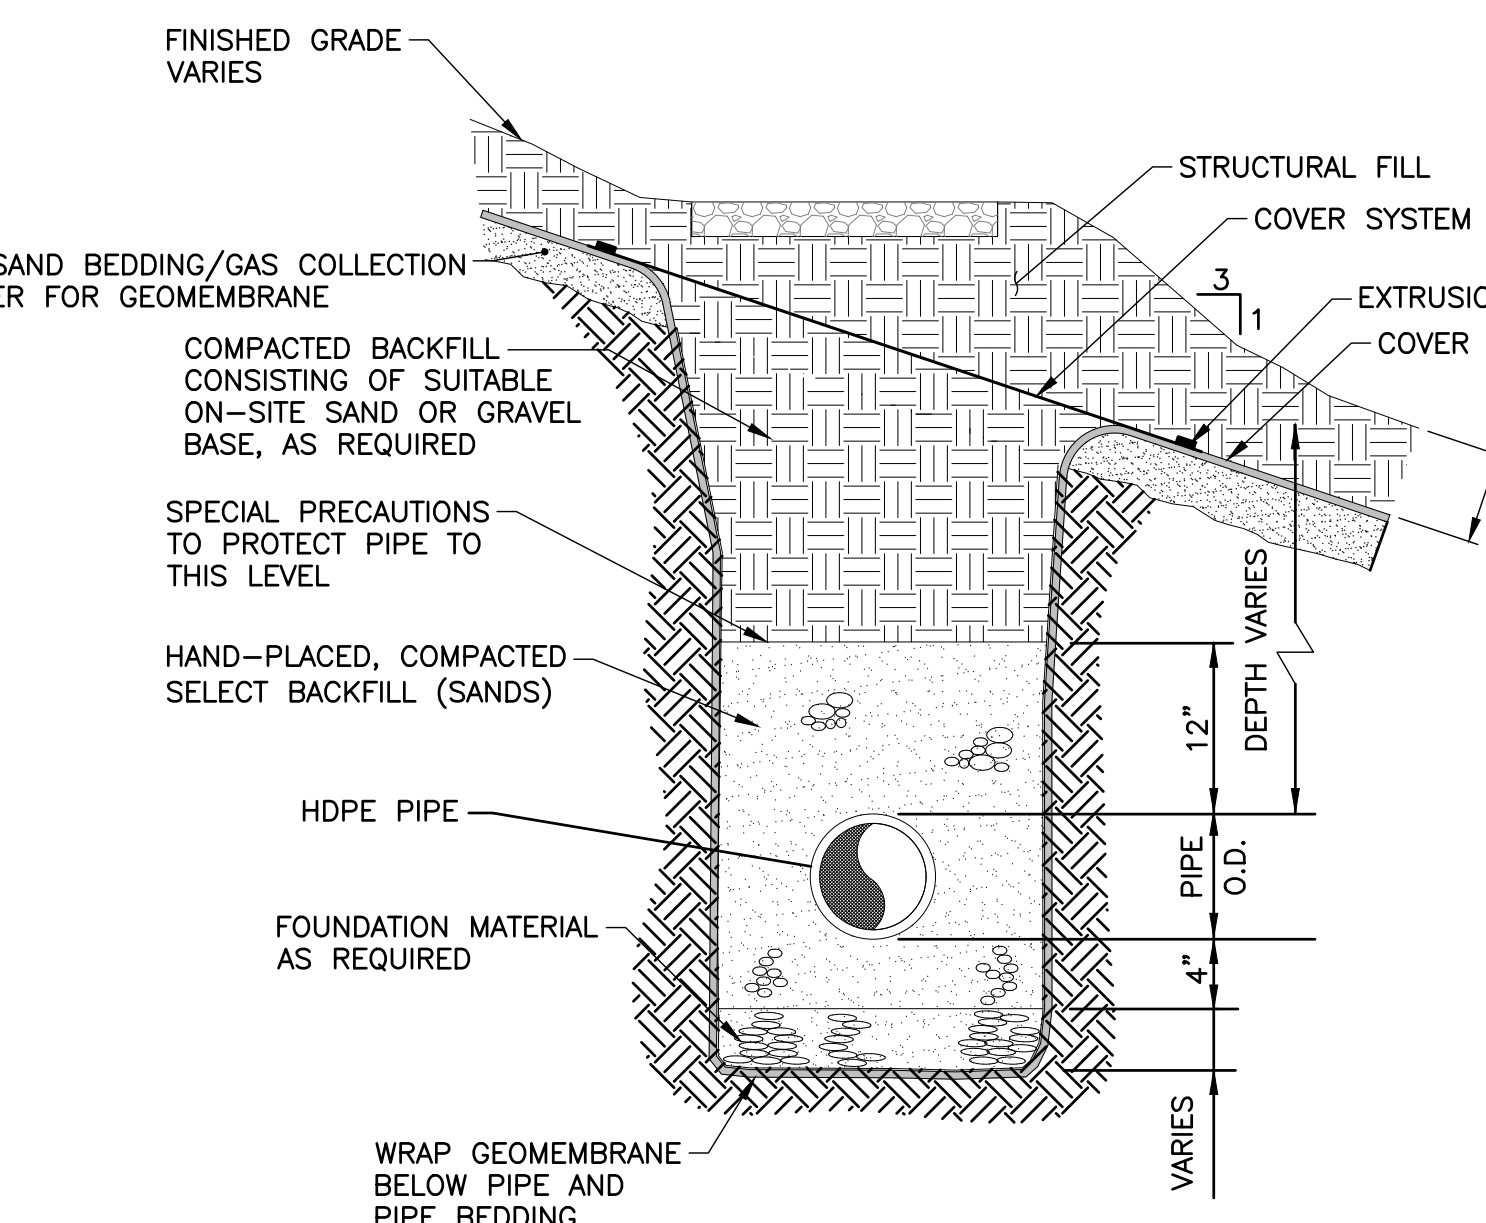 FINISHED GRADE
VARIES
STRUCTURAL FILL
COVER SYSTEM
SAND BEDDING/GAS COLLECTION
FOR GEOMEMBRANE
3
1
COVER
COMPACTED BACKFILL
CONSISTING OF SUITABLE
ON-SITE SAND OR GRAVEL
BASE, AS REQUIRED
SPECIAL PRECAUTIONS
TO PROTECT PIPE TO
THIS LEVEL
HAND-PLACED, COMPACTED
SELECT BACKFILL (SANDS)
12"
DEPTH VARIES
HDPE PIPE
PIPE
O.D.
FOUNDATION MATERIAL
AS REQUIRED
4"
VARIES
WRAP GEOMEMBRANE
BELOW PIPE AND
PIPE BEDDING